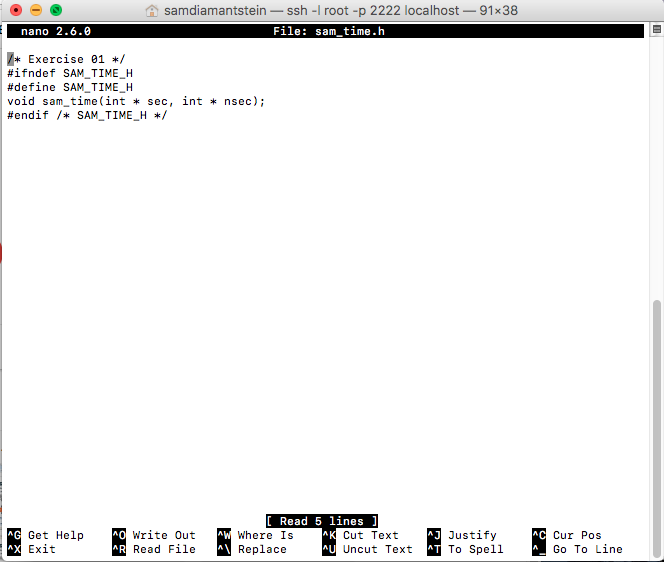 samdiamantstein — ssh -l root -p 2222 localhost — 91×38
nano 2.6.0 File: sam_time.h
/* Exercise 01 */
#ifndef SAM_TIME_H
#define SAM_TIME_H
void sam_time(int * sec, int * nsec);
#endif /* SAM_TIME_H */
[ Read 5 lines ]
^G Get Help ^O Write Out ^W Where Is ^K Cut Text ^J Justify ^C Cur Pos
^X Exit ^R Read File ^\ Replace ^U Uncut Text ^T To Spell ^_ Go To Line